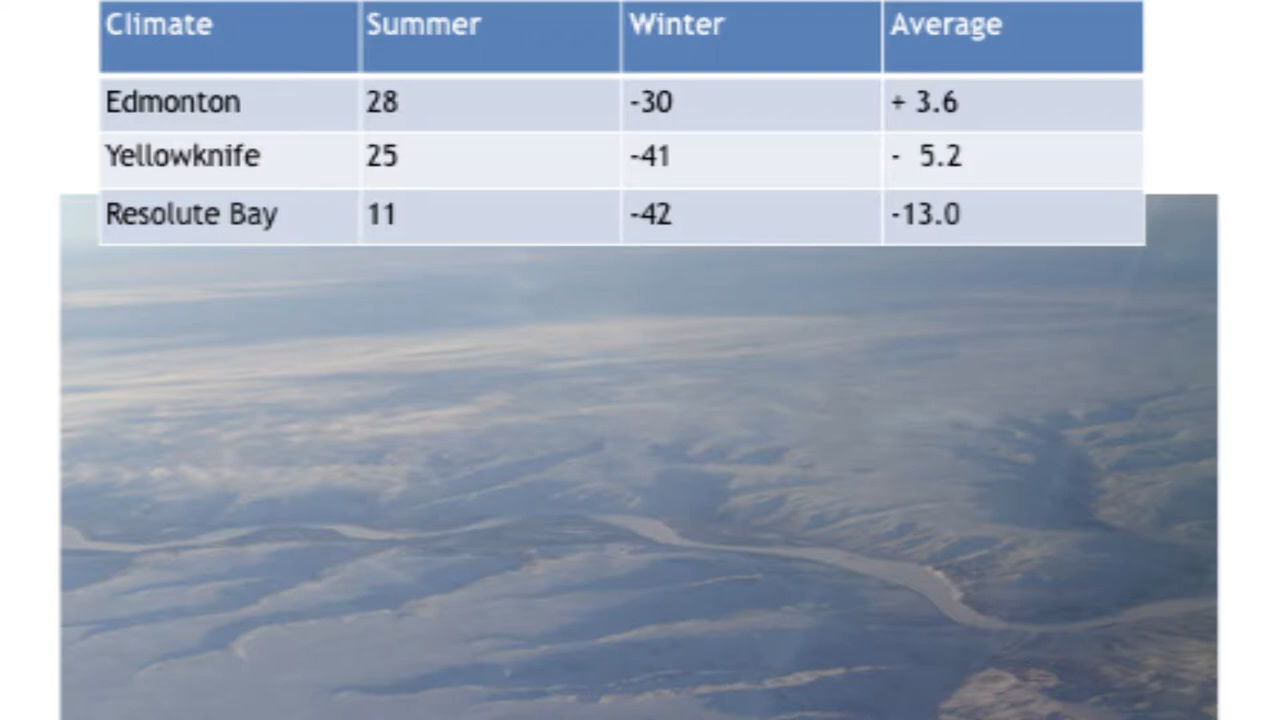 Climate Summer Winter Average
Edmonton 28 -30 + 3.6
Yellowknife 25 -41 - 5.2
Resolute Bay 11 -42 -13.0